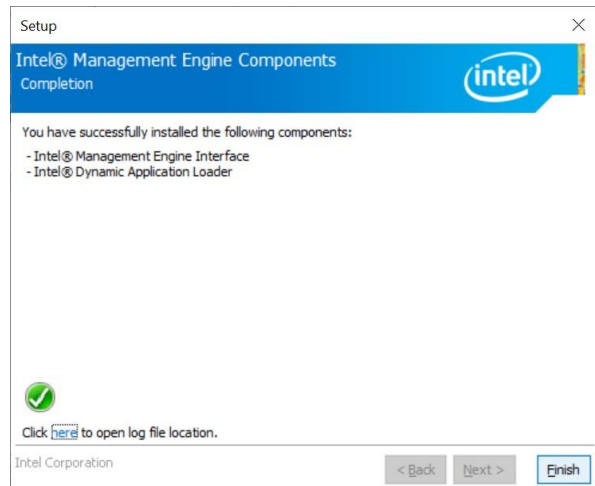 Setup
Intel® Management Engine Components
Completion
intel
You have successfully installed the following components:
- Intel® Management Engine Interface
- Intel® Dynamic Application Loader
Click here to open log file location.
Intel Corporation
< Back Next > Finish